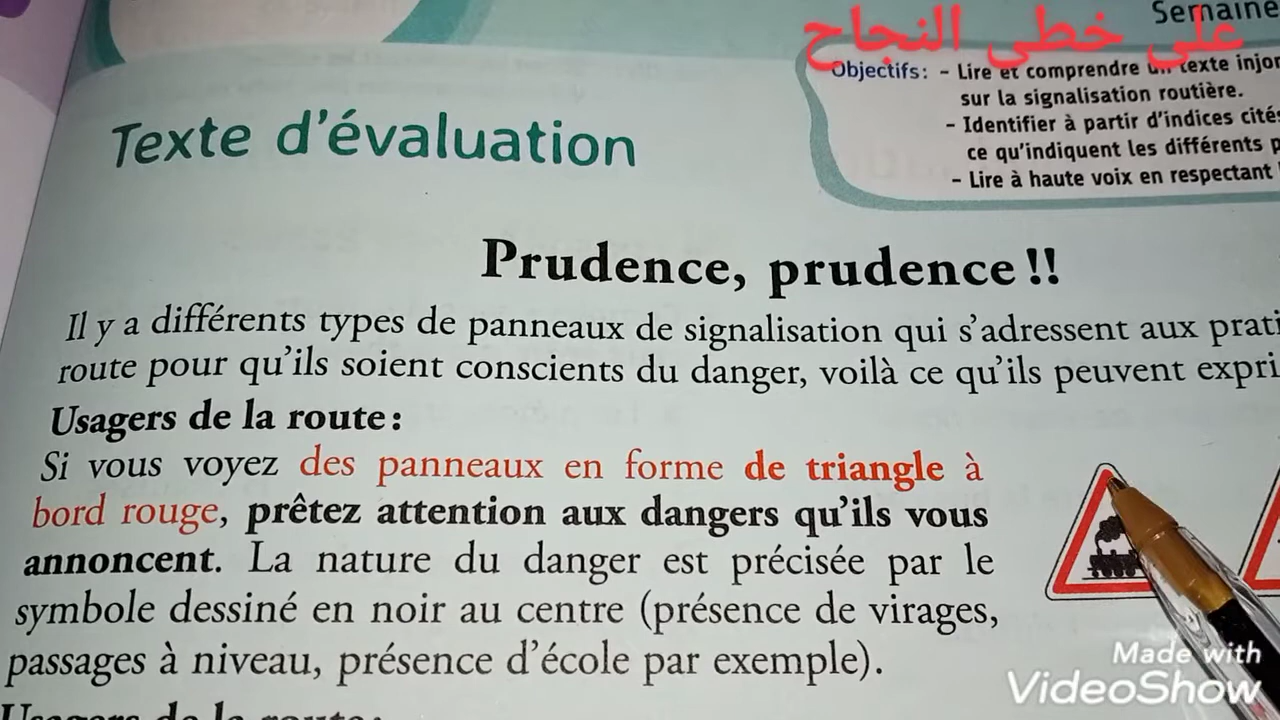 على خطى النجاح
Semaine
Objectifs: - Lire et comprendre un texte
sur la signalisation routière.
- Identifier à partir d'indices
ce qu'indiquent les différents
- Lire à haute voix en respectant
Texte d'évaluation
Prudence, prudence !!
Il y a différents types de panneaux de signalisation qui s'adressent aux
route pour qu'ils soient conscients du danger, voilà ce qu'ils peuvent
Usagers de la route :
Si vous voyez des panneaux en forme de triangle à
bord rouge, prêtez attention aux dangers qu'ils vous
annoncent. La nature du danger est précisée par le
symbole dessiné en noir au centre (présence de virages,
passages à niveau, présence d'école par exemple).
Usagers de la route :
Made with
VideoShow